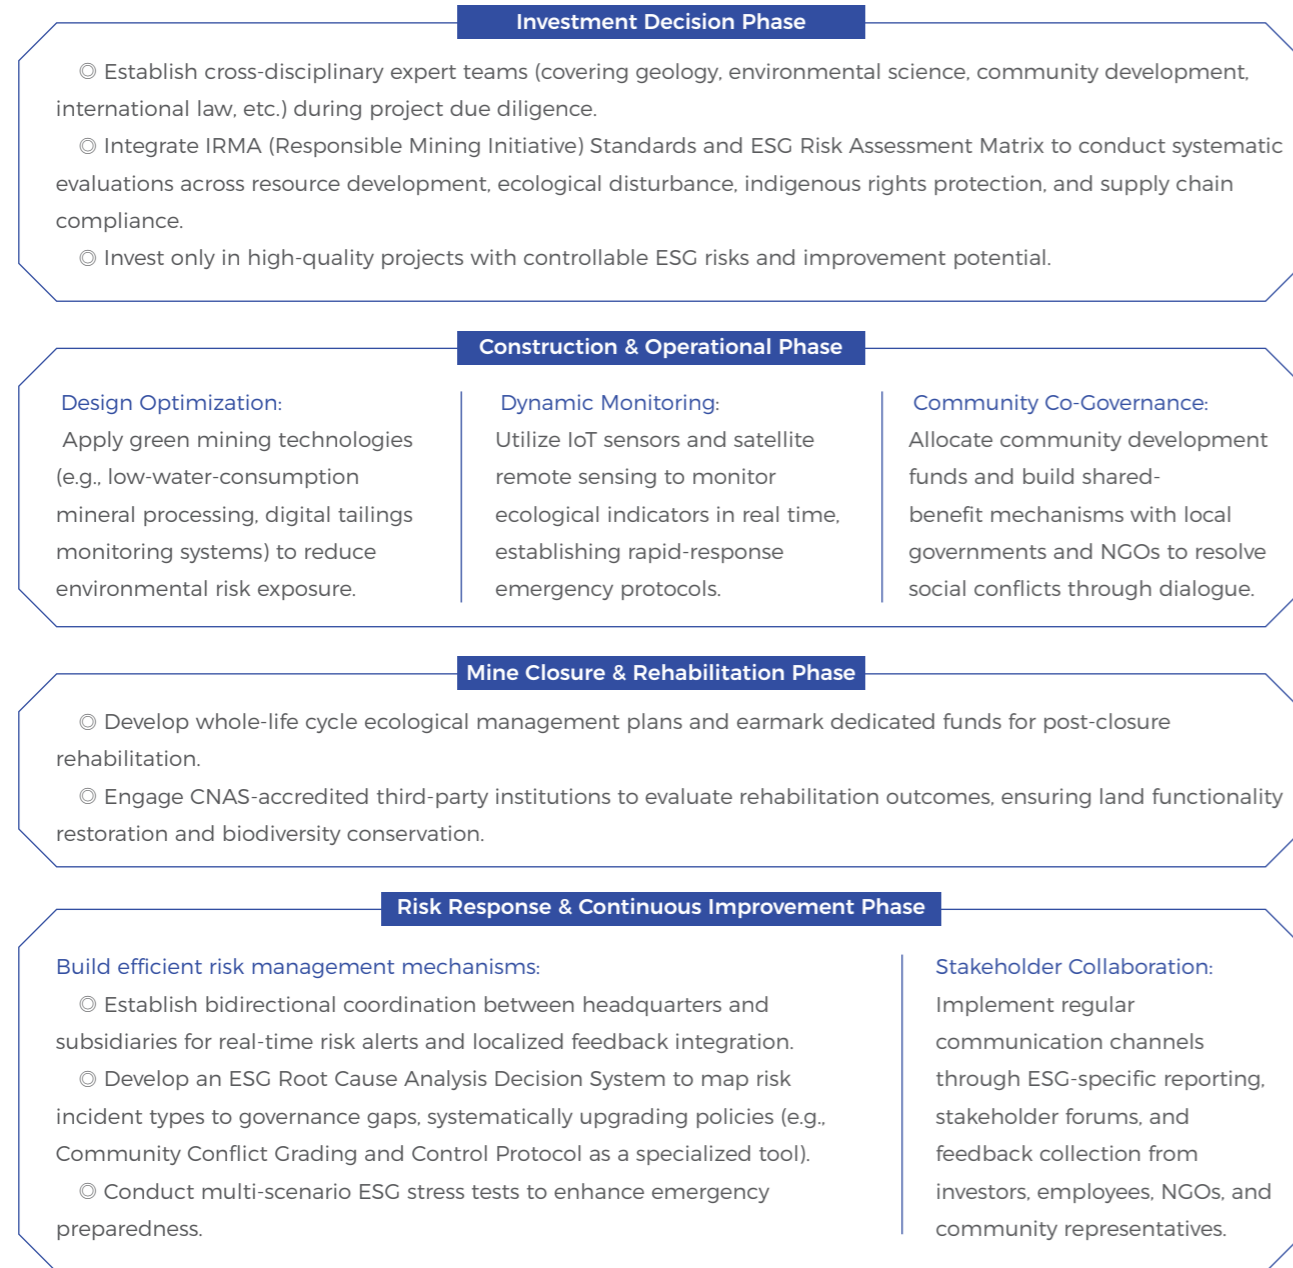 Investment Decision Phase
◎ Establish cross-disciplinary expert teams (covering geology, environmental science, community development,
international law, etc.) during project due diligence.
◎ Integrate IRMA (Responsible Mining Initiative) Standards and ESG Risk Assessment Matrix to conduct systematic
evaluations across resource development, ecological disturbance, indigenous rights protection, and supply chain
compliance.
◎ Invest only in high-quality projects with controllable ESG risks and improvement potential.
Construction & Operational Phase
Design Optimization:
Apply green mining technologies
(e.g., low-water-consumption
mineral processing, digital tailings
monitoring systems) to reduce
environmental risk exposure.
Dynamic Monitoring:
Utilize IoT sensors and satellite
remote sensing to monitor
ecological indicators in real time,
establishing rapid-response
emergency protocols.
Community Co-Governance:
Allocate community development
funds and build shared-
benefit mechanisms with local
governments and NGOs to resolve
social conflicts through dialogue.
Mine Closure & Rehabilitation Phase
◎ Develop whole-life cycle ecological management plans and earmark dedicated funds for post-closure
rehabilitation.
◎ Engage CNAS-accredited third-party institutions to evaluate rehabilitation outcomes, ensuring land functionality
restoration and biodiversity conservation.
Risk Response & Continuous Improvement Phase
Build efficient risk management mechanisms:
◎ Establish bidirectional coordination between headquarters and
subsidiaries for real-time risk alerts and localized feedback integration.
◎ Develop an ESG Root Cause Analysis Decision System to map risk
incident types to governance gaps, systematically upgrading policies (e.g.,
Community Conflict Grading and Control Protocol as a specialized tool).
◎ Conduct multi-scenario ESG stress tests to enhance emergency
preparedness.
Stakeholder Collaboration:
Implement regular
communication channels
through ESG-specific reporting,
stakeholder forums, and
feedback collection from
investors, employees, NGOs, and
community representatives.